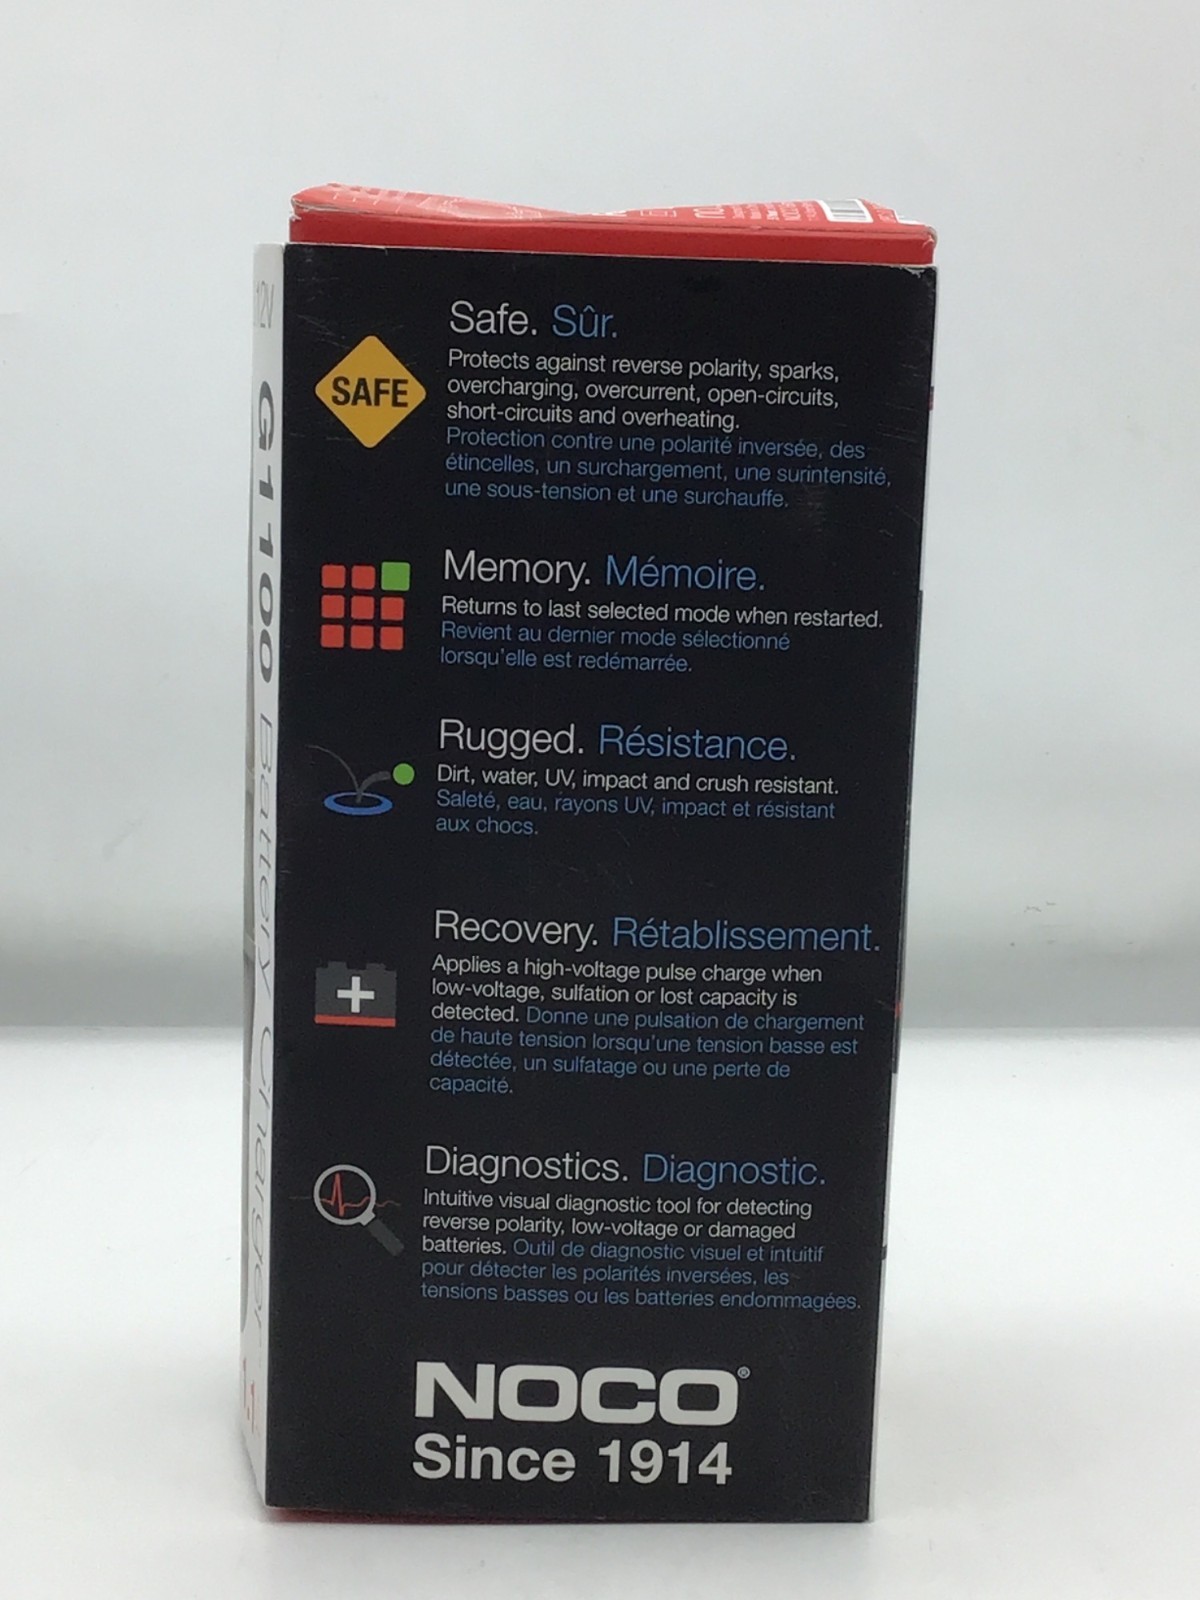 Safe. Sûr.
SAFE
Protects against reverse polarity, sparks,
overcharging, overcurrent, open-circuits,
short-circuits and overheating.
Protection contre une polarité inversée, des
étincelles, un surchargement, une surintensité,
une sous-tension et une surchauffe.
Memory. Mémoire.
Returns to last selected mode when restarted.
Revient au dernier mode sélectionné
lorsqu'elle est redémarrée.
Rugged. Résistance.
Dirt, water, UV, impact and crush resistant.
Saleté, eau, rayons UV, impact et résistant
aux chocs.
Recovery. Rétablissement.
Applies a high-voltage pulse charge when
low-voltage, sulfation or lost capacity is
detected. Donne une pulsation de chargement
de haute tension lorsqu'une tension basse est
détectée, un sulfatage ou une perte de
capacité.
Diagnostics. Diagnostic.
Intuitive visual diagnostic tool for detecting
reverse polarity, low-voltage or damaged
batteries. Outil de diagnostic visuel et intuitif
pour détecter les polarités inversées, les
tensions basses ou les batteries endommagées.
NOCO®
Since 1914
12V
G1100 Battery Charger
1.1